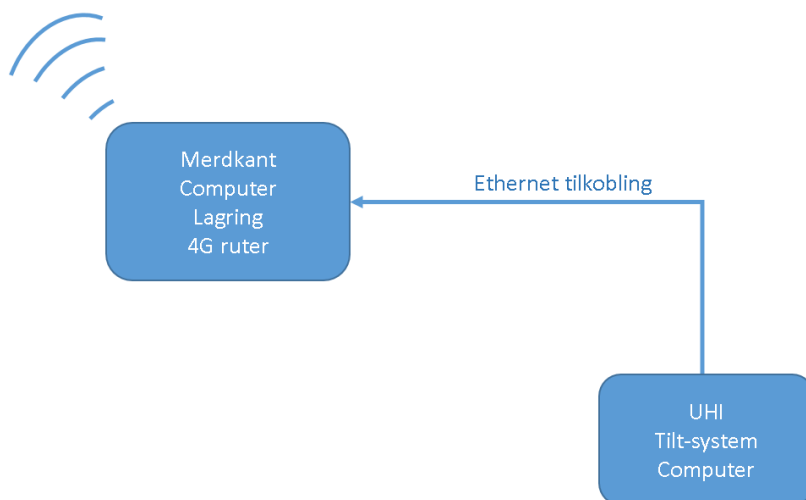 Merdkant
Computer
Lagring
4G ruter
Ethernet tilkobling
UHI
Tilt-system
Computer